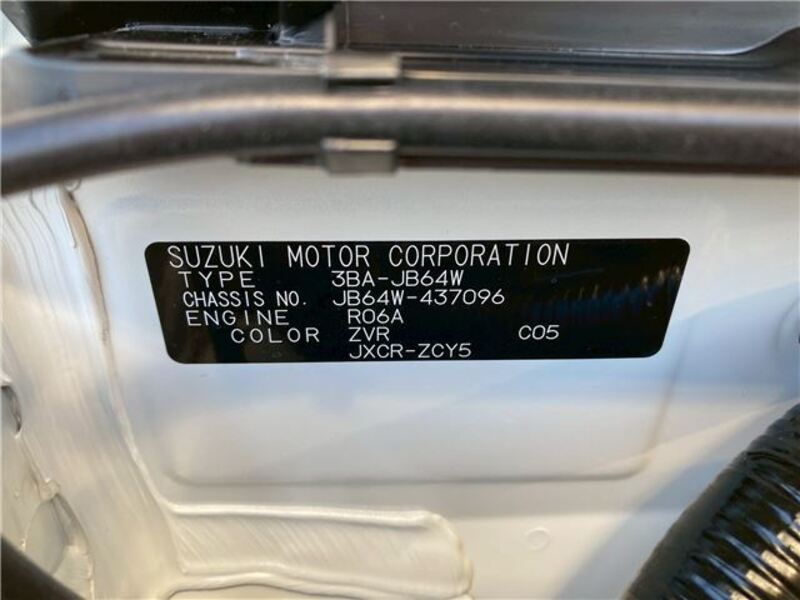 SUZUKI MOTOR CORPORATION
TYPE 3BA-JB64W
CHASSIS NO. JB64W-437096
ENGINE R06A
COLOR ZVR C05
JXCR-ZCY5